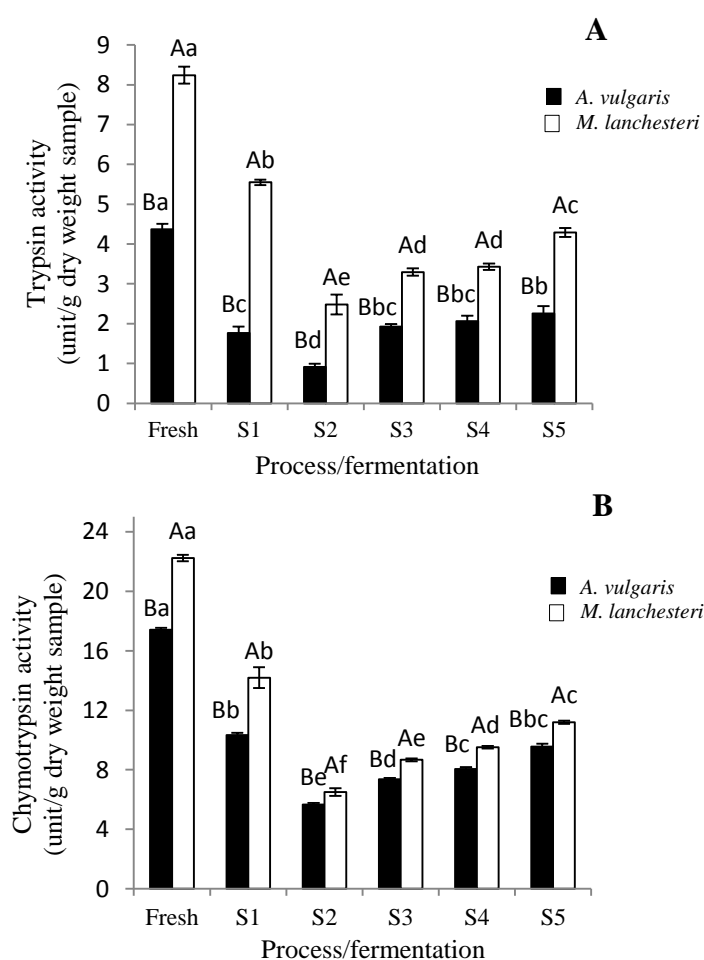 A
9
8
7
6
5
4
3
2
1
0
Trypsin activity
(unit/g dry weight sample)
Aa
Ba
Ab
Bc
Ae
Bd
Ad
Bbc
Ad
Bbc
Ac
Bb
A. vulgaris
M. lanchesteri
Fresh S1 S2 S3 S4 S5
Process/fermentation
B
24
20
16
12
8
4
0
Chymotrypsin activity
(unit/g dry weight sample)
Aa
Ba
Ab
Bb
Be Af
Bd Ae
Bc Ad
Bbc Ac
A. vulgaris
M. lanchesteri
Fresh S1 S2 S3 S4 S5
Process/fermentation